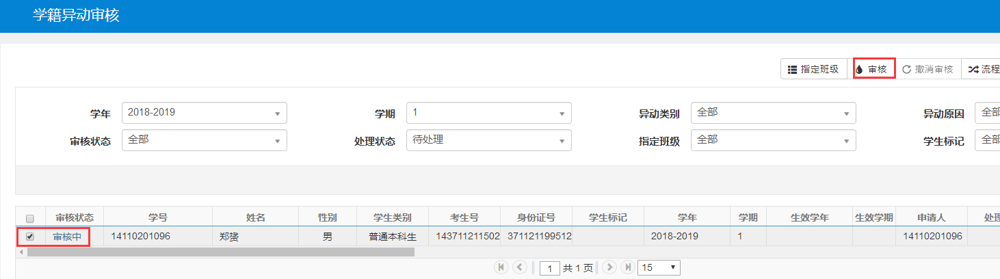 学籍异动审核
指定班级 审核 撤消审核 流程
学年 2018-2019 学期 1 异动类别 全部 异动原因 全部
审核状态 全部 处理状态 待处理 指定班级 全部 学生标记 全部
审核状态 学号 姓名 性别 学生类别 考生号 身份证号 学生标记 学年 学期 生效学年 生效学期 申请人 处理
审核中 14110201096 郑赟 男 普通本科生 143711211502 371121199512 2018-2019 1 14110201096
1 共 1 页 15